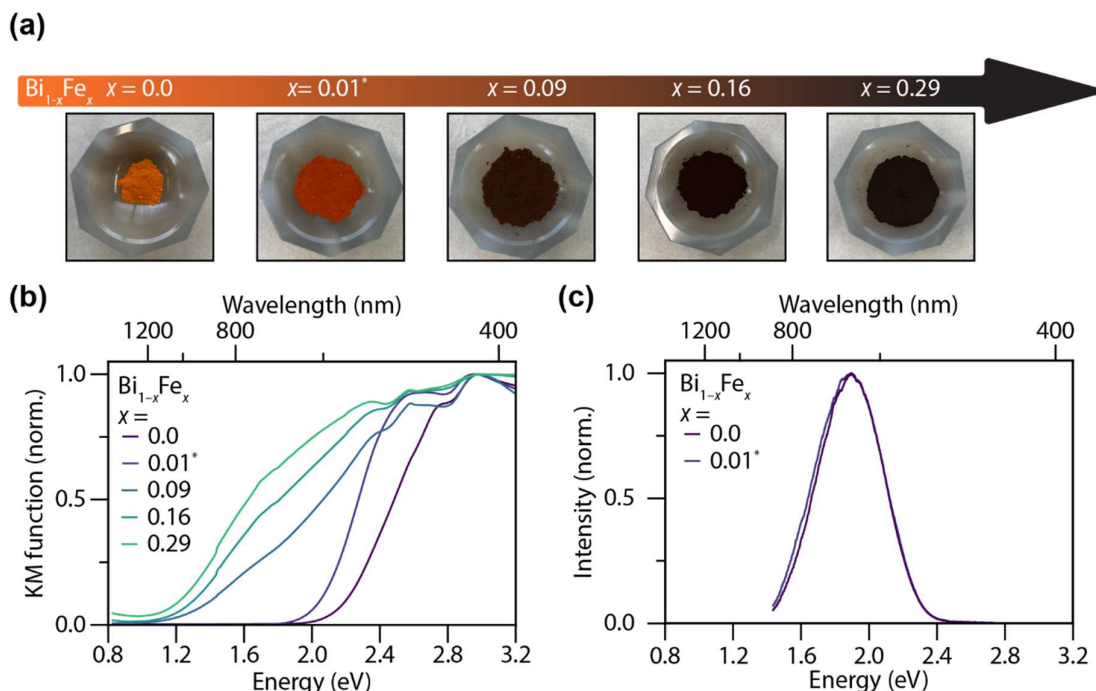 (a)
Bi1-xFex x = 0.0 x= 0.01* x = 0.09 x = 0.16 x = 0.29
(b)
Wavelength (nm)
1200 800 400
1.0
0.5
0.0
KM function (norm.)
Bi1-xFex
x =
0.0
0.01*
0.09
0.16
0.29
0.8 1.2 1.6 2.0 2.4 2.8 3.2
Energy (eV)
(c)
Wavelength (nm)
1200 800 400
1.0
0.5
0.0
Intensity (norm.)
Bi1-xFex
x =
0.0
0.01*
0.8 1.2 1.6 2.0 2.4 2.8 3.2
Energy (eV)